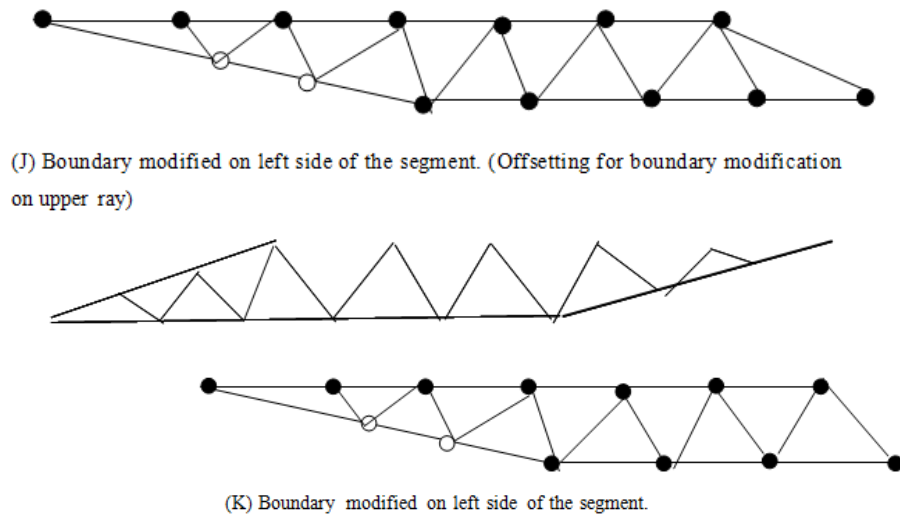 (J) Boundary modified on left side of the segment. (Offsetting for boundary modification
on upper ray)
(K) Boundary modified on left side of the segment.